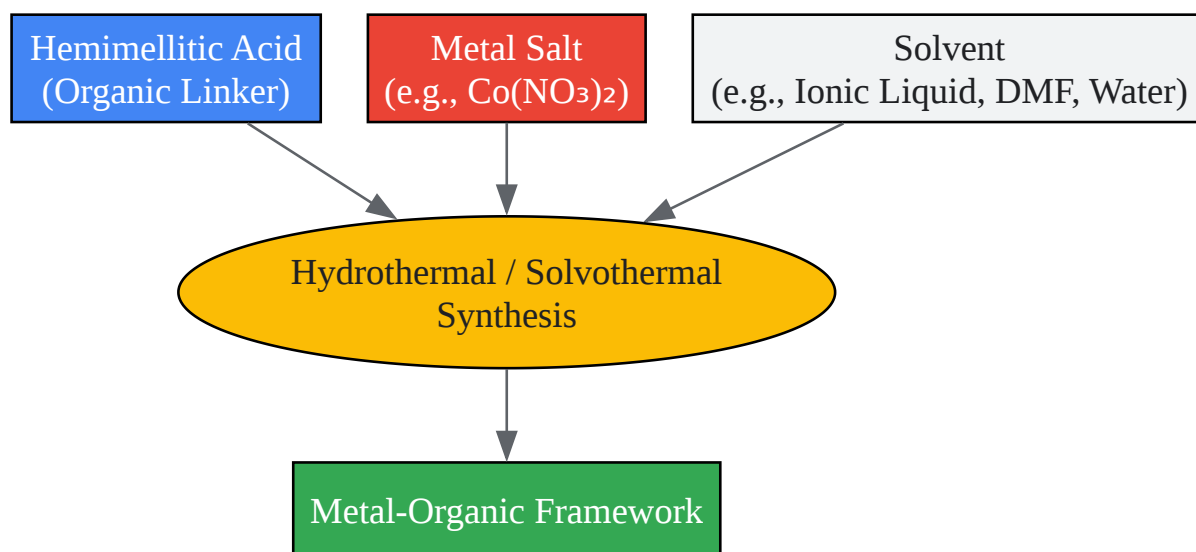 Hemimellitic Acid
(Organic Linker)
Metal Salt
(e.g., Co(NO₃)₂)
Solvent
(e.g., Ionic Liquid, DMF, Water)
Hydrothermal / Solvothermal
Synthesis
Metal-Organic Framework